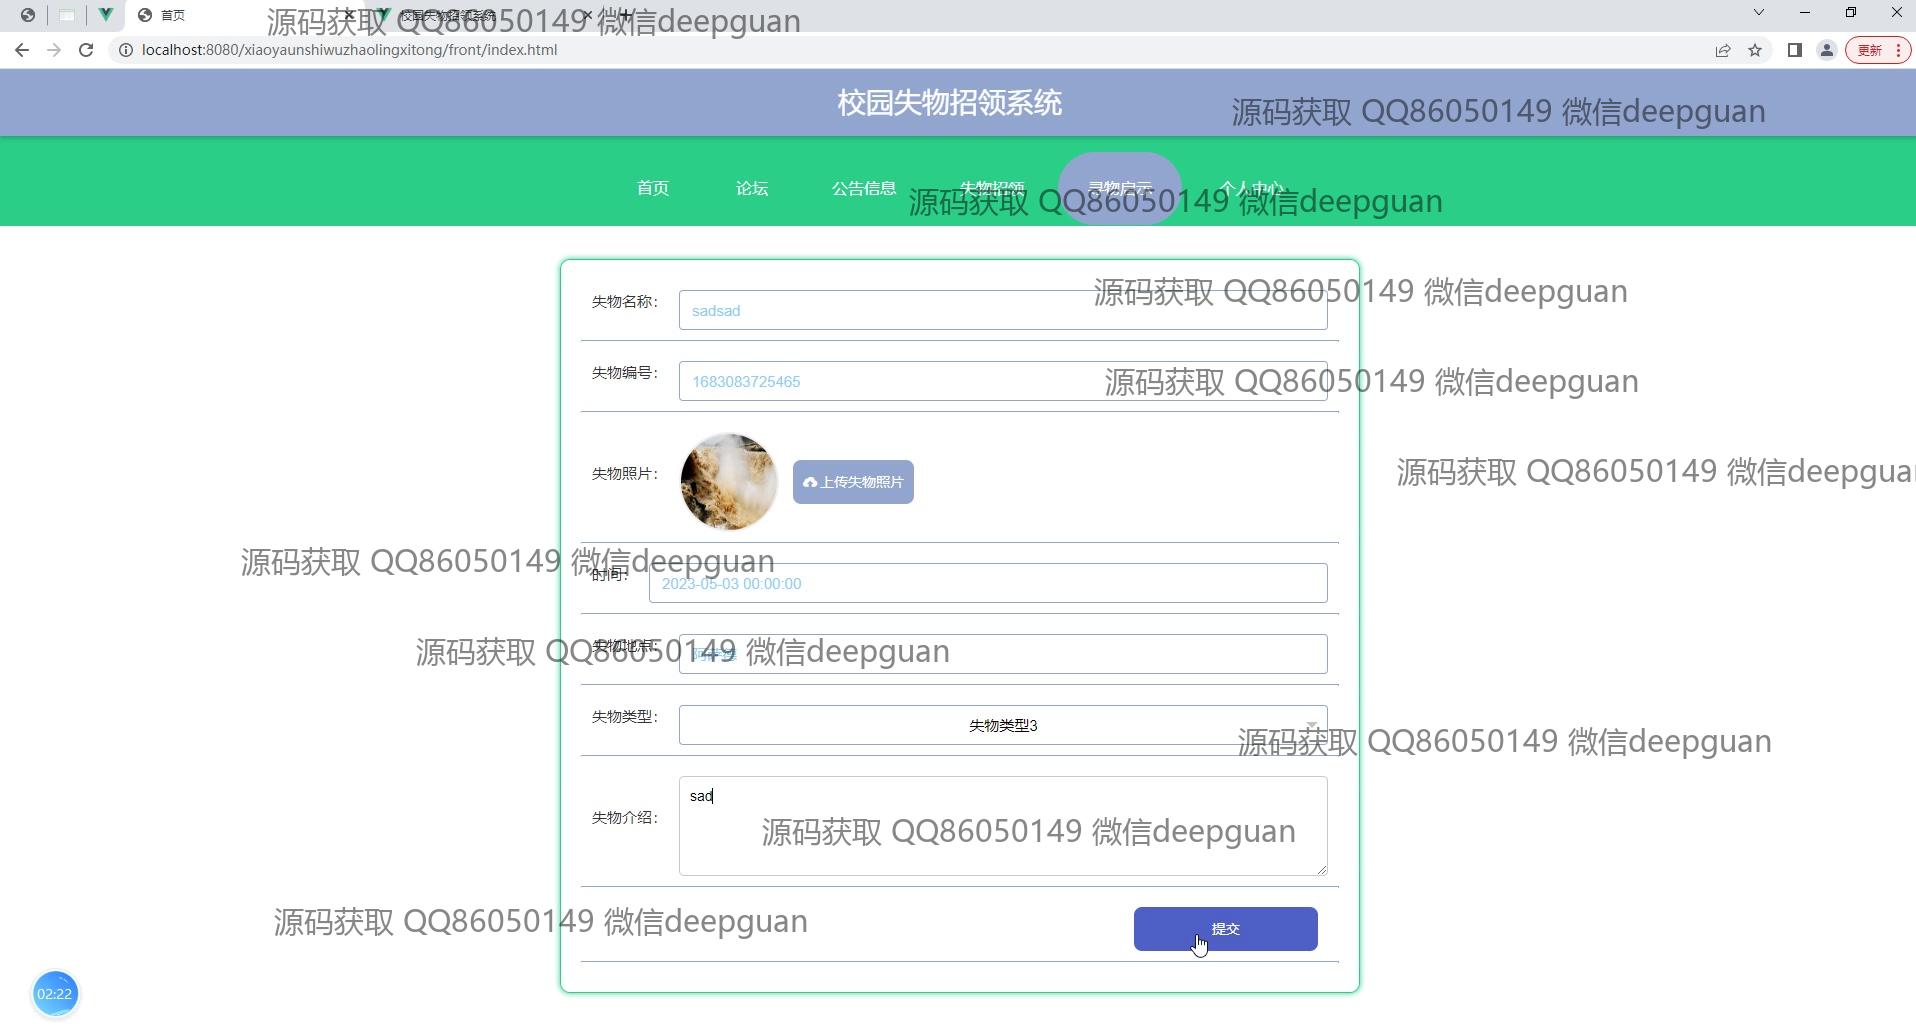 首页
校园失物招领系统
源码获取 QQ86050149 微信deepguan
localhost:8080/xiaoyaunshiwuzhaolingxitong/front/index.html
更新
校园失物招领系统
源码获取 QQ86050149 微信deepguan
首页
论坛
公告信息
失物招领
寻物启示
个人中心
源码获取 QQ86050149 微信deepguan
失物名称：
sadsad
源码获取 QQ86050149 微信deepguan
失物编号：
1683083725465
源码获取 QQ86050149 微信deepguan
失物照片：
上传失物照片
源码获取 QQ86050149 微信deepguan
源码获取 QQ86050149 微信deepguan
时间：
2023-05-03 00:00:00
失物地点：
源码获取 QQ86050149 微信deepguan
失物类型：
失物类型3
源码获取 QQ86050149 微信deepguan
失物介绍：
sad
源码获取 QQ86050149 微信deepguan
源码获取 QQ86050149 微信deepguan
提交
02:22